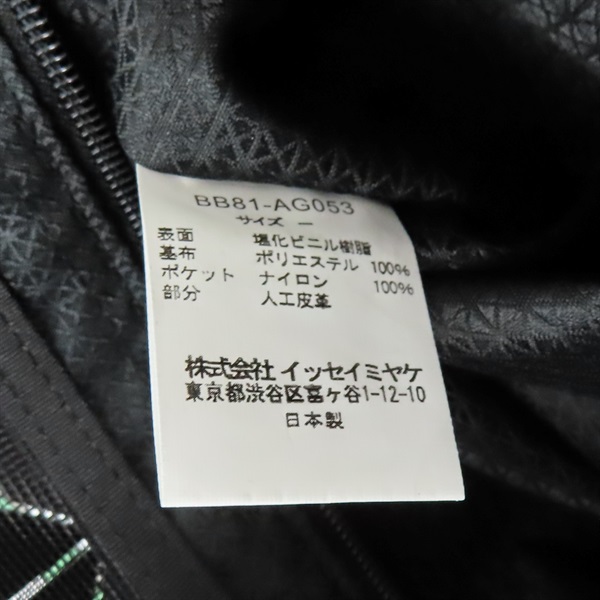 BB81-AG053
サイズ ー
表面 塩化ビニル樹脂
基布 ポリエステル 100%
ポケット ナイロン 100%
部分 人工皮革
株式会社 イッセイミヤケ
東京都渋谷区富ヶ谷1-12-10
日本製